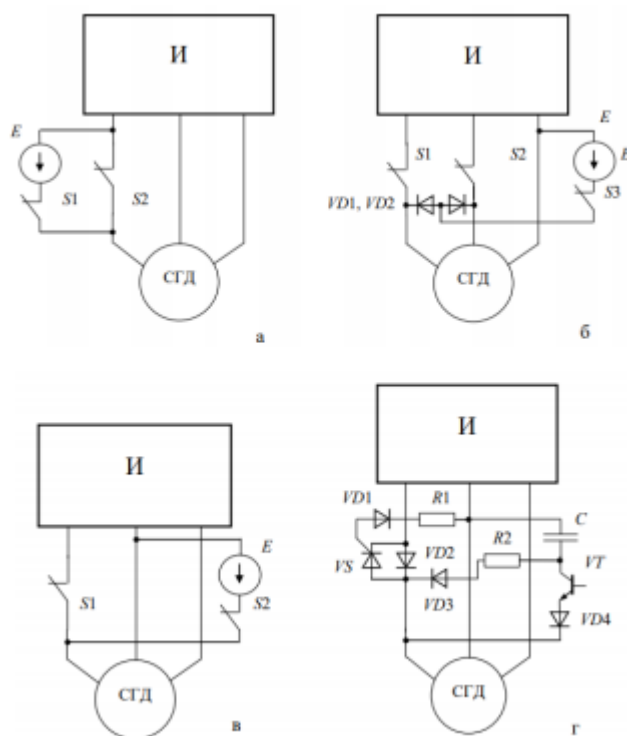 И
E
S1
S2
СГД
а
И
E
S1
S2
E
S3
VD1, VD2
СГД
б
И
E
S1
S2
СГД
в
И
VD1
R1
C
R2
VS
VD2
VT
VD3
VD4
СГД
г